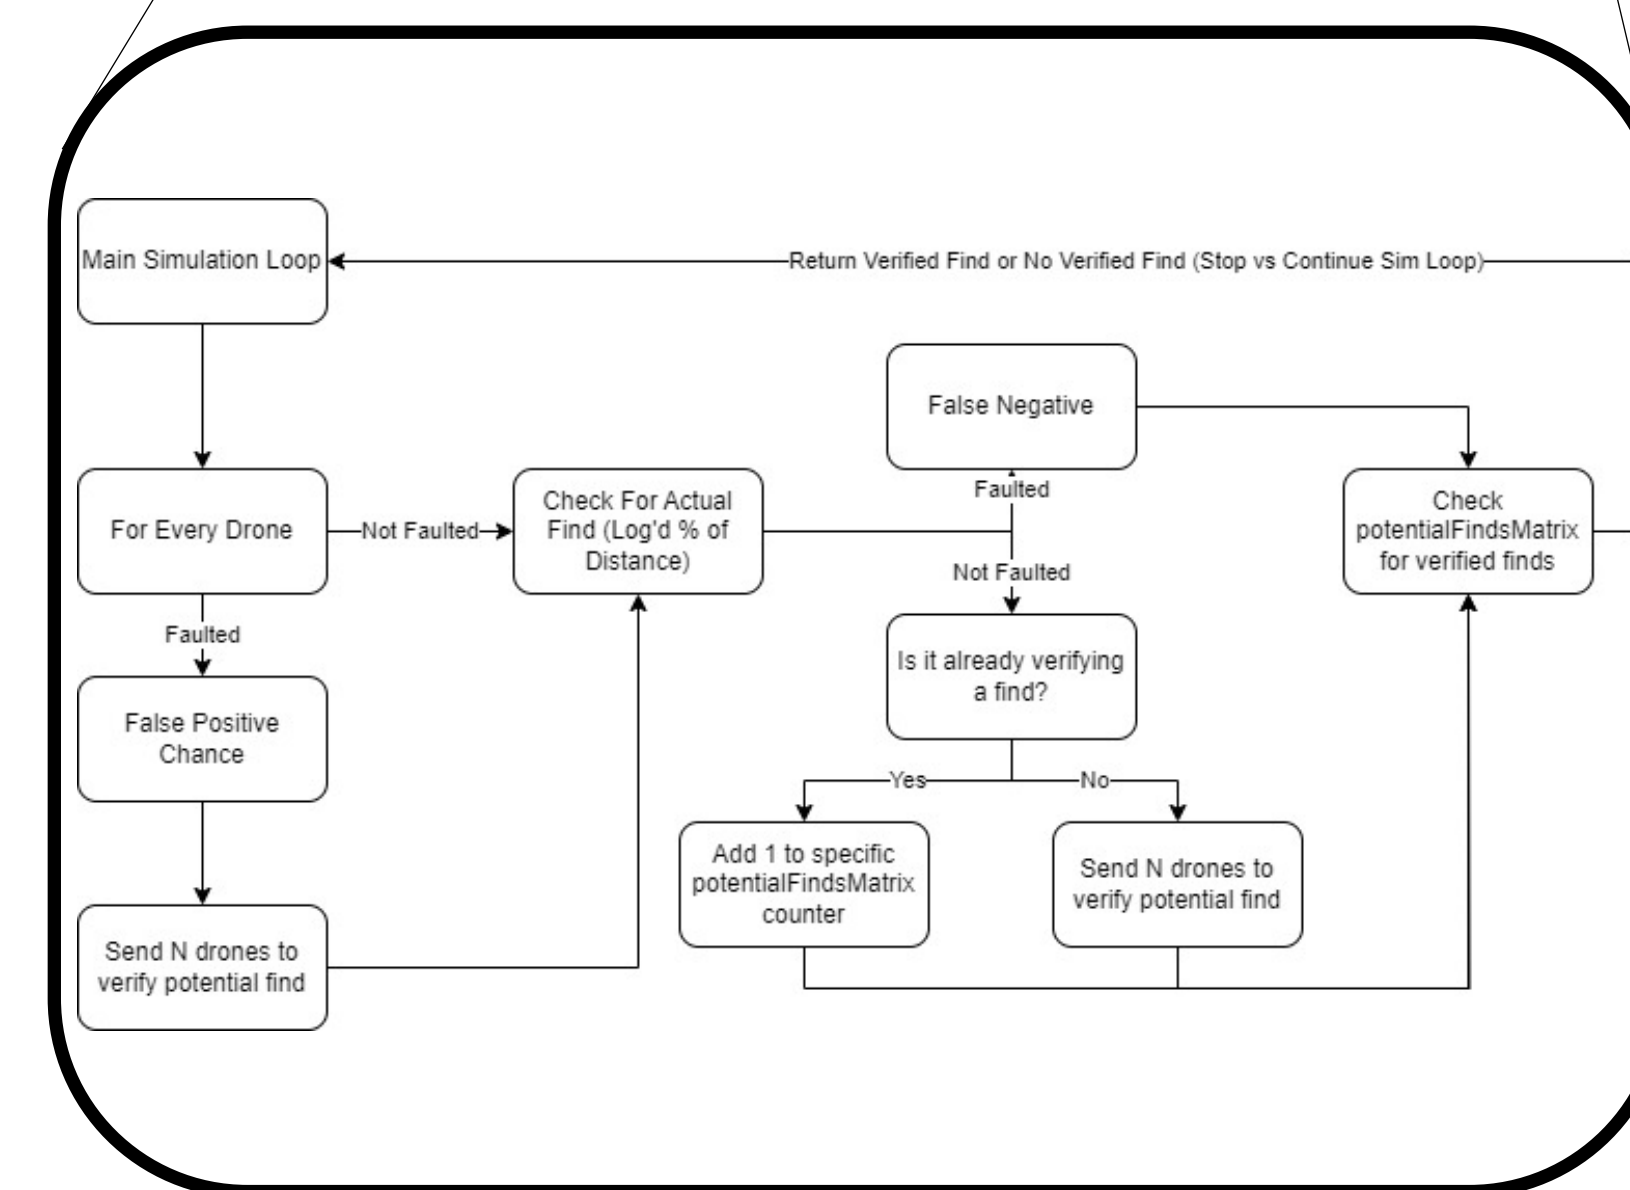 Main Simulation Loop
Return Verified Find or No Verified Find (Stop vs Continue Sim Loop)
False Negative
For Every Drone
Not Faulted
Check For Actual
Find (Log'd % of
Distance)
Faulted
Not Faulted
Check
potentialFindsMatrix
for verified finds
Faulted
False Positive
Chance
Is it already verifying
a find?
Yes
No
Add 1 to specific
potentialFindsMatrix
counter
Send N drones to
verify potential find
Send N drones to
verify potential find